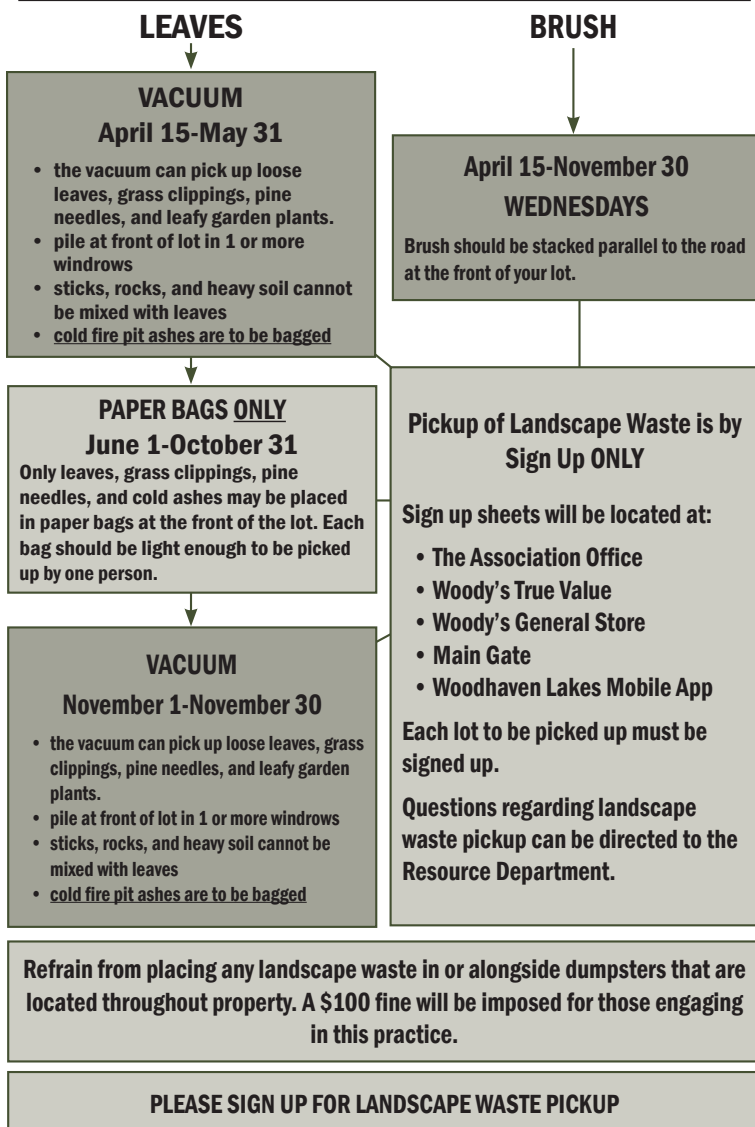 LEAVES
VACUUM
April 15-May 31
• the vacuum can pick up loose
leaves, grass clippings, pine
needles, and leafy garden plants.
• pile at front of lot in 1 or more
windrows
• sticks, rocks, and heavy soil cannot
be mixed with leaves
• cold fire pit ashes are to be bagged
PAPER BAGS ONLY
June 1-October 31
Only leaves, grass clippings, pine
needles, and cold ashes may be placed
in paper bags at the front of the lot. Each
bag should be light enough to be picked
up by one person.
VACUUM
November 1-November 30
• the vacuum can pick up loose leaves, grass
clippings, pine needles, and leafy garden
plants.
• pile at front of lot in 1 or more windrows
• sticks, rocks, and heavy soil cannot be
mixed with leaves
• cold fire pit ashes are to be bagged
BRUSH
April 15-November 30
WEDNESDAYS
Brush should be stacked parallel to the road
at the front of your lot.
Pickup of Landscape Waste is by
Sign Up ONLY
Sign up sheets will be located at:
• The Association Office
• Woody's True Value
• Woody's General Store
• Main Gate
• Woodhaven Lakes Mobile App
Each lot to be picked up must be
signed up.
Questions regarding landscape
waste pickup can be directed to the
Resource Department.
Refrain from placing any landscape waste in or alongside dumpsters that are
located throughout property. A $100 fine will be imposed for those engaging
in this practice.
PLEASE SIGN UP FOR LANDSCAPE WASTE PICKUP